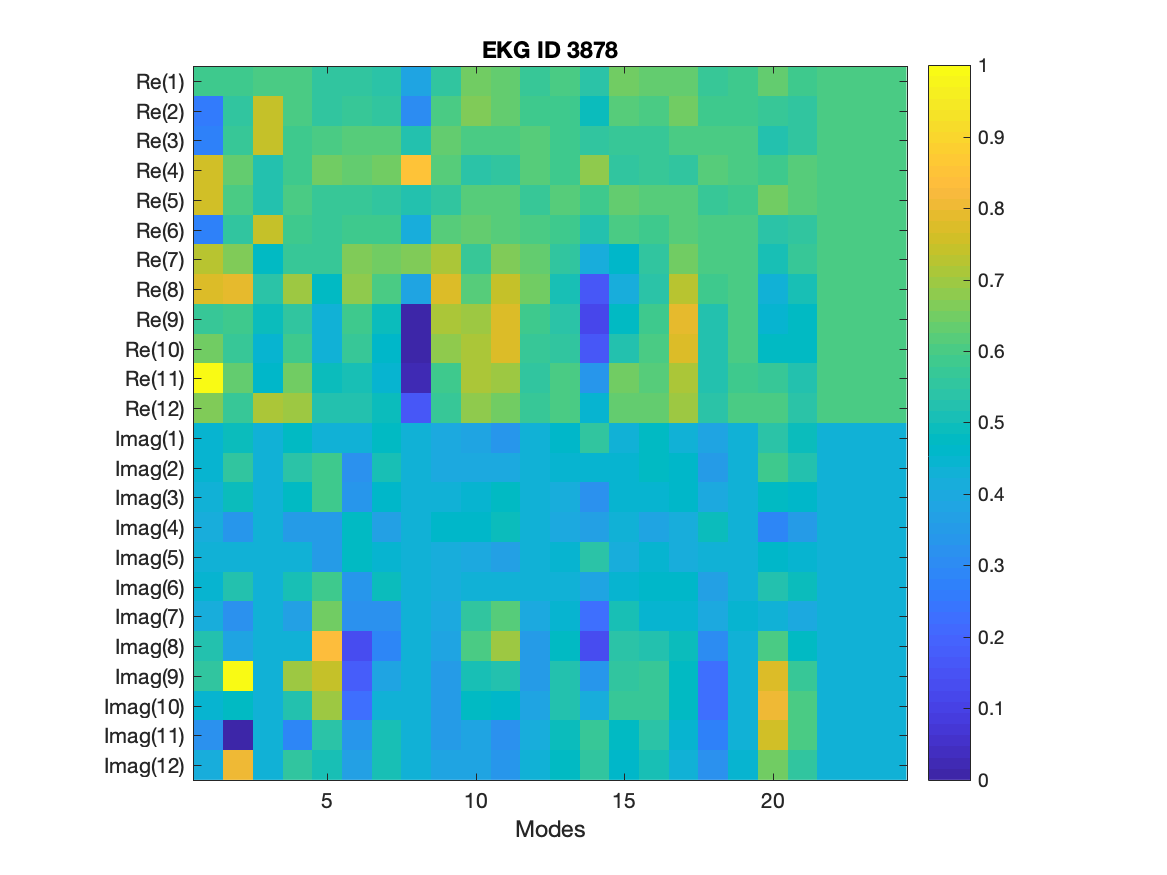 EKG ID 3878
Re(1)
Re(2)
Re(3)
Re(4)
Re(5)
Re(6)
Re(7)
Re(8)
Re(9)
Re(10)
Re(11)
Re(12)
Imag(1)
Imag(2)
Imag(3)
Imag(4)
Imag(5)
Imag(6)
Imag(7)
Imag(8)
Imag(9)
Imag(10)
Imag(11)
Imag(12)
5 10 15 20
Modes
1
0.9
0.8
0.7
0.6
0.5
0.4
0.3
0.2
0.1
0